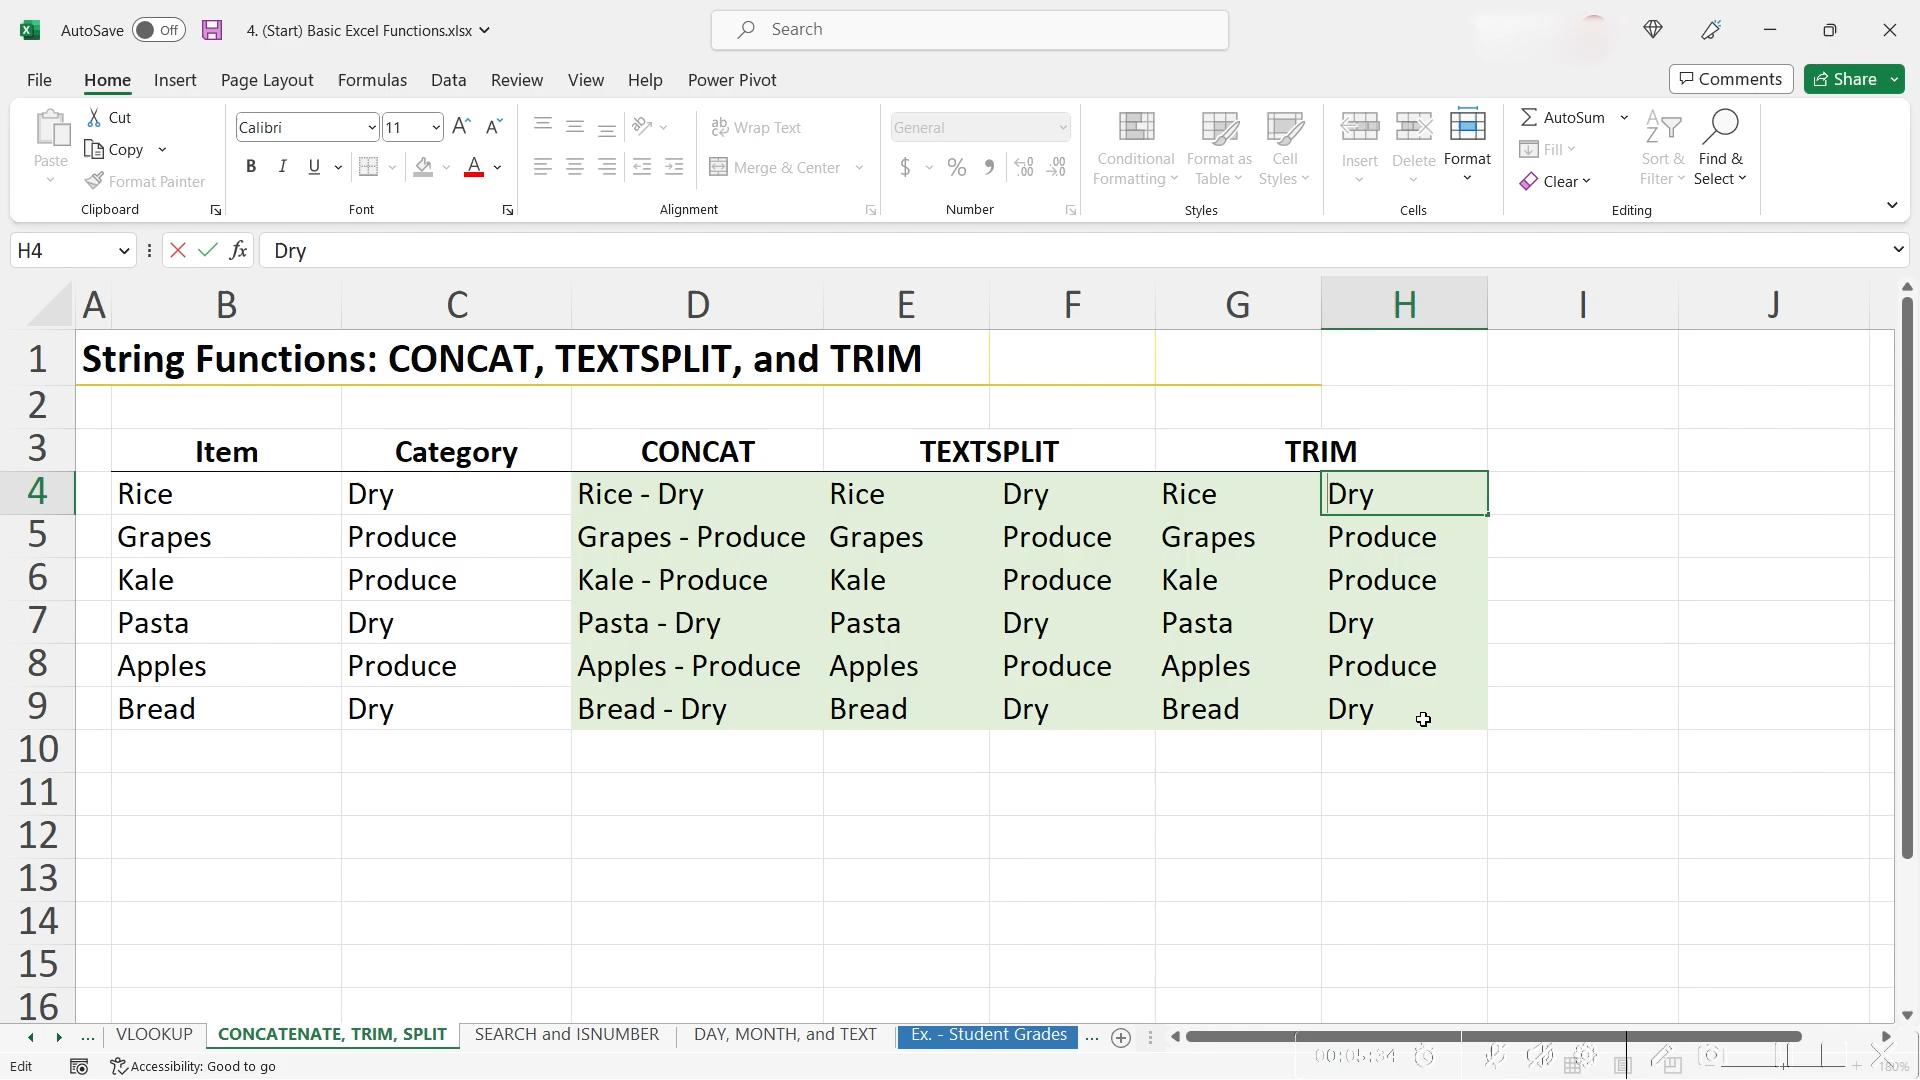 AutoSave Off 4. (Start) Basic Excel Functions.xlsx Search
File Home Insert Page Layout Formulas Data Review View Help Power Pivot Comments Share
Paste Cut Copy Format Painter Clipboard
Calibri 11 A^ A˅ B I U A Font
ab Wrap Text Merge & Center Alignment
General $ % , Number
Conditional Formatting Format as Table Cell Styles Styles
Insert Delete Format Cells
AutoSum Fill Clear Sort & Filter Find & Select Editing
H4 fx Dry
A B C D E F G H I J
1 String Functions: CONCAT, TEXTSPLIT, and TRIM
2
3 Item Category CONCAT TEXTSPLIT TRIM
4 Rice Dry Rice - Dry Rice Dry Rice Dry
5 Grapes Produce Grapes - Produce Grapes Produce Grapes Produce
6 Kale Produce Kale - Produce Kale Produce Kale Produce
7 Pasta Dry Pasta - Dry Pasta Dry Pasta Dry
8 Apples Produce Apples - Produce Apples Produce Apples Produce
9 Bread Dry Bread - Dry Bread Dry Bread Dry
10
11
12
13
14
15
16
... VLOOKUP CONCATENATE, TRIM, SPLIT SEARCH and ISNUMBER DAY, MONTH, and TEXT Ex. - Student Grades ...
Edit Accessibility: Good to go 00:05:34 180%